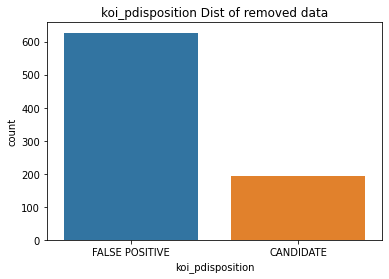 koi_pdisposition Dist of removed data
600
500
400
300
200
100
0
count
FALSE POSITIVE
CANDIDATE
koi_pdisposition